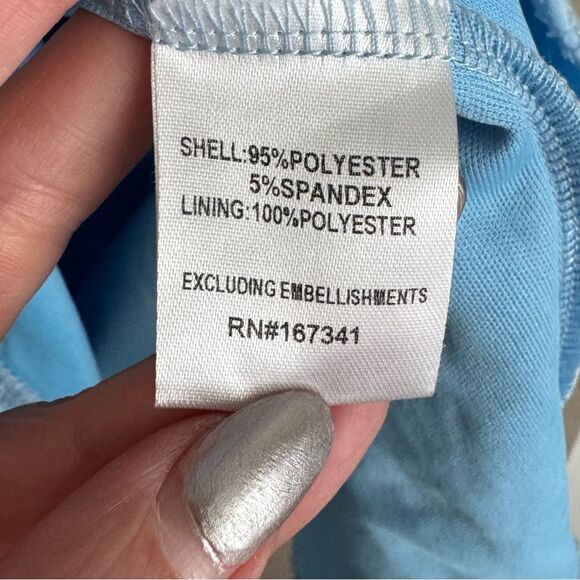 SHELL:95%POLYESTER
5%SPANDEX
LINING:100%POLYESTER
EXCLUDING EMBELLISHMENTS
RN#167341